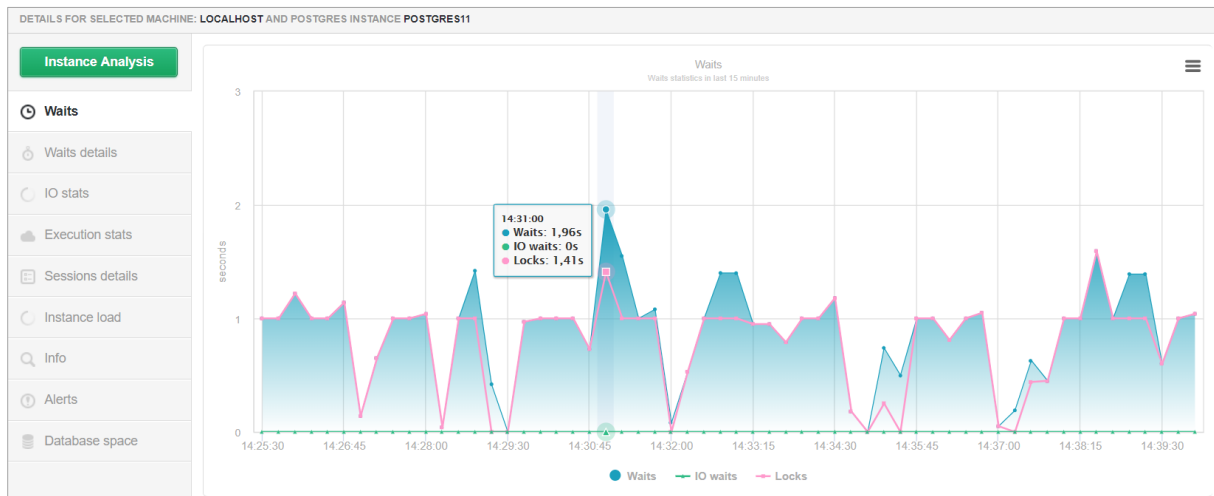 DETAILS FOR SELECTED MACHINE: LOCALHOST AND POSTGRES INSTANCE POSTGRES11
Instance Analysis
Waits
Waits details
IO stats
Execution stats
Sessions details
Instance load
Info
Alerts
Database space
Waits
Waits statistics in last 15 minutes
seconds
3
2
1
0
14:31:00
Waits: 1,96s
IO waits: 0s
Locks: 1,41s
14:25:30 14:26:45 14:28:00 14:29:30 14:30:45 14:32:00 14:33:15 14:34:30 14:35:45 14:37:00 14:38:15 14:39:30
Waits IO waits Locks